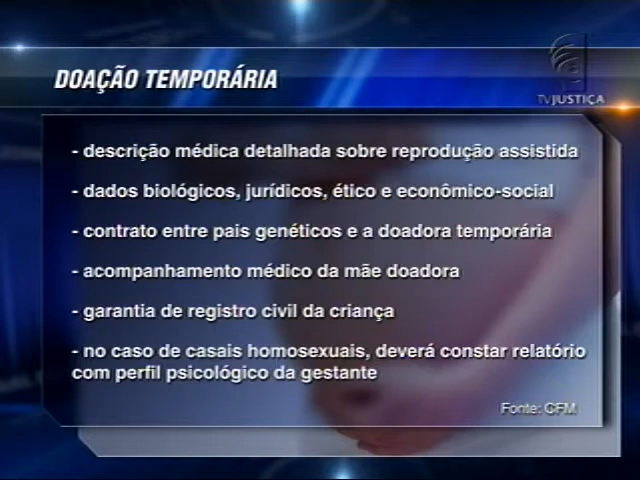 DOAÇÃO TEMPORÁRIA
TVJUSTIÇA
- descrição médica detalhada sobre reprodução assistida
- dados biológicos, jurídicos, ético e econômico-social
- contrato entre pais genéticos e a doadora temporária
- acompanhamento médico da mãe doadora
- garantia de registro civil da criança
- no caso de casais homosexuais, deverá constar relatório
com perfil psicológico da gestante
Fonte: CFM